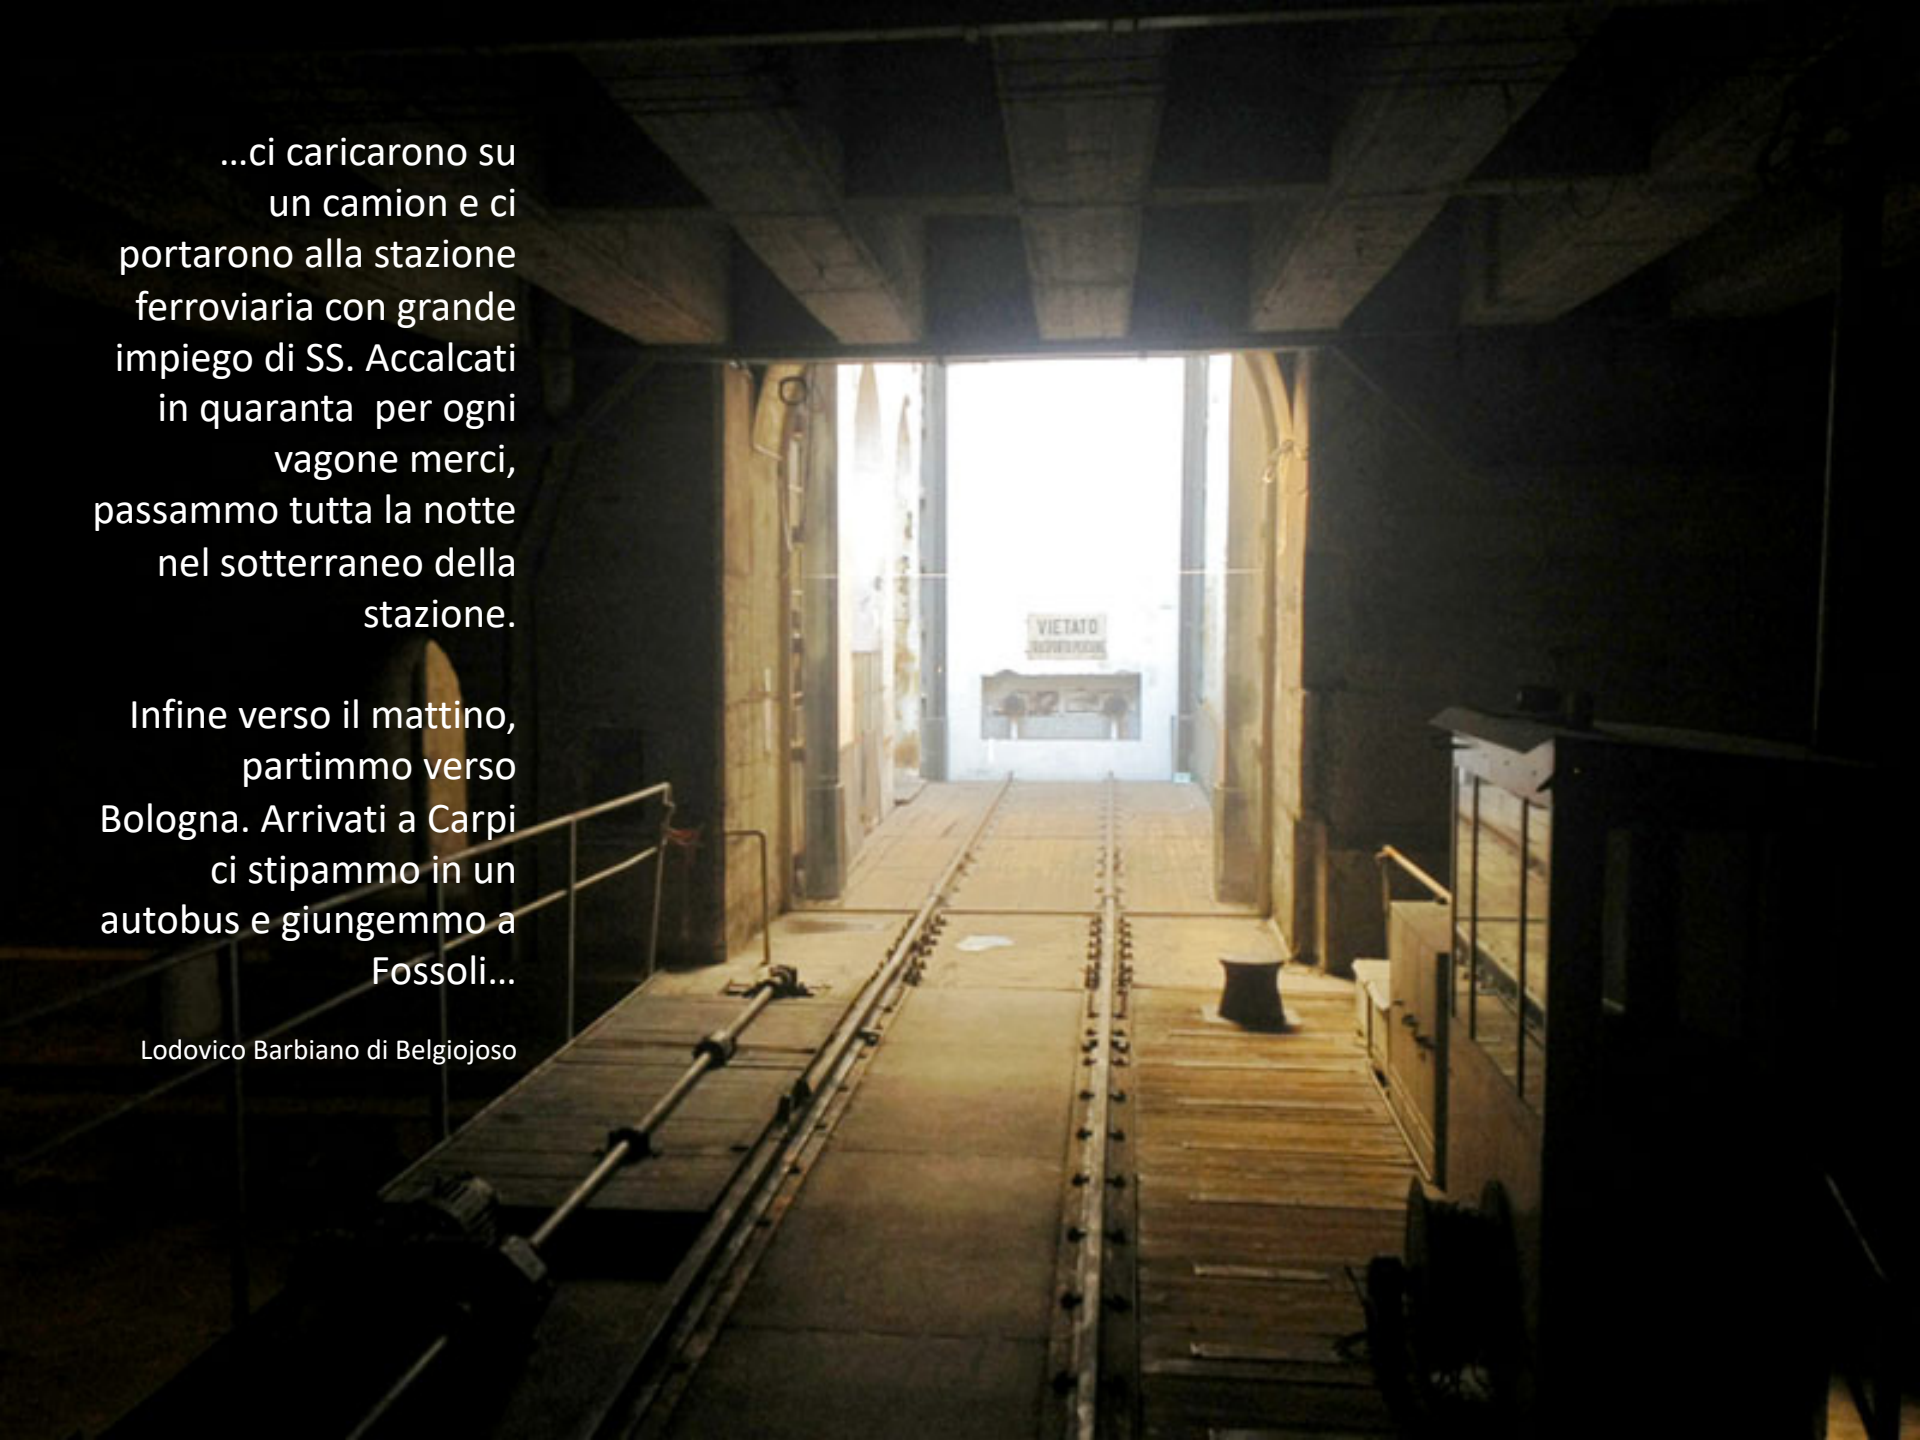 …ci caricarono su
un camion e ci
portarono alla stazione
ferroviaria con grande
impiego di SS. Accalcati
in quaranta  per ogni
vagone merci,
passammo tutta la notte
nel sotterraneo della
stazione.
Infine verso il mattino,
partimmo verso
Bologna. Arrivati a Carpi
ci stipammo in un
autobus e giungemmo a
Fossoli…
Lodovico Barbiano di Belgiojoso
VIETATO